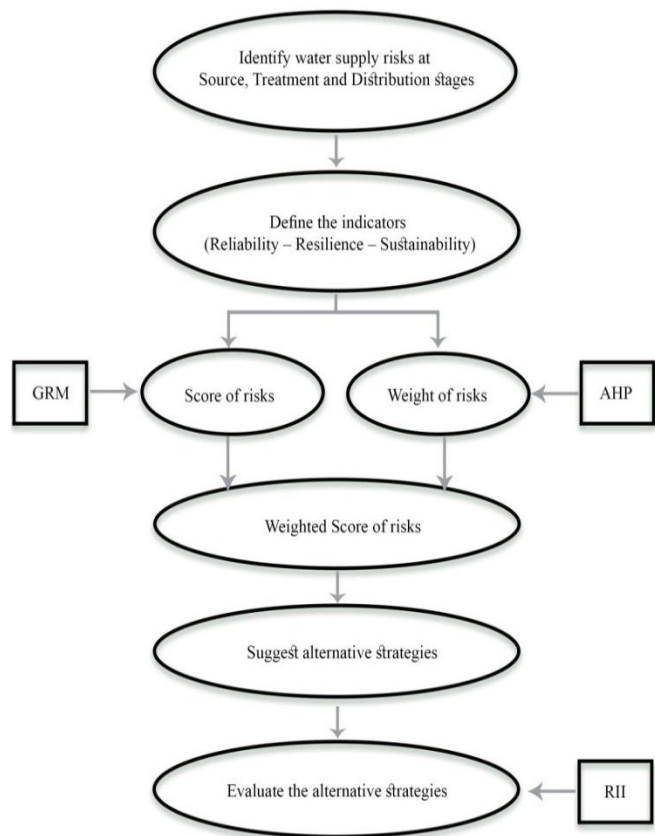 Identify water supply risks at
Source, Treatment and Distribution stages
Define the indicators
(Reliability – Resilience – Sustainability)
GRM
Score of risks
Weight of risks
AHP
Weighted Score of risks
Suggest alternative strategies
Evaluate the alternative strategies
RII